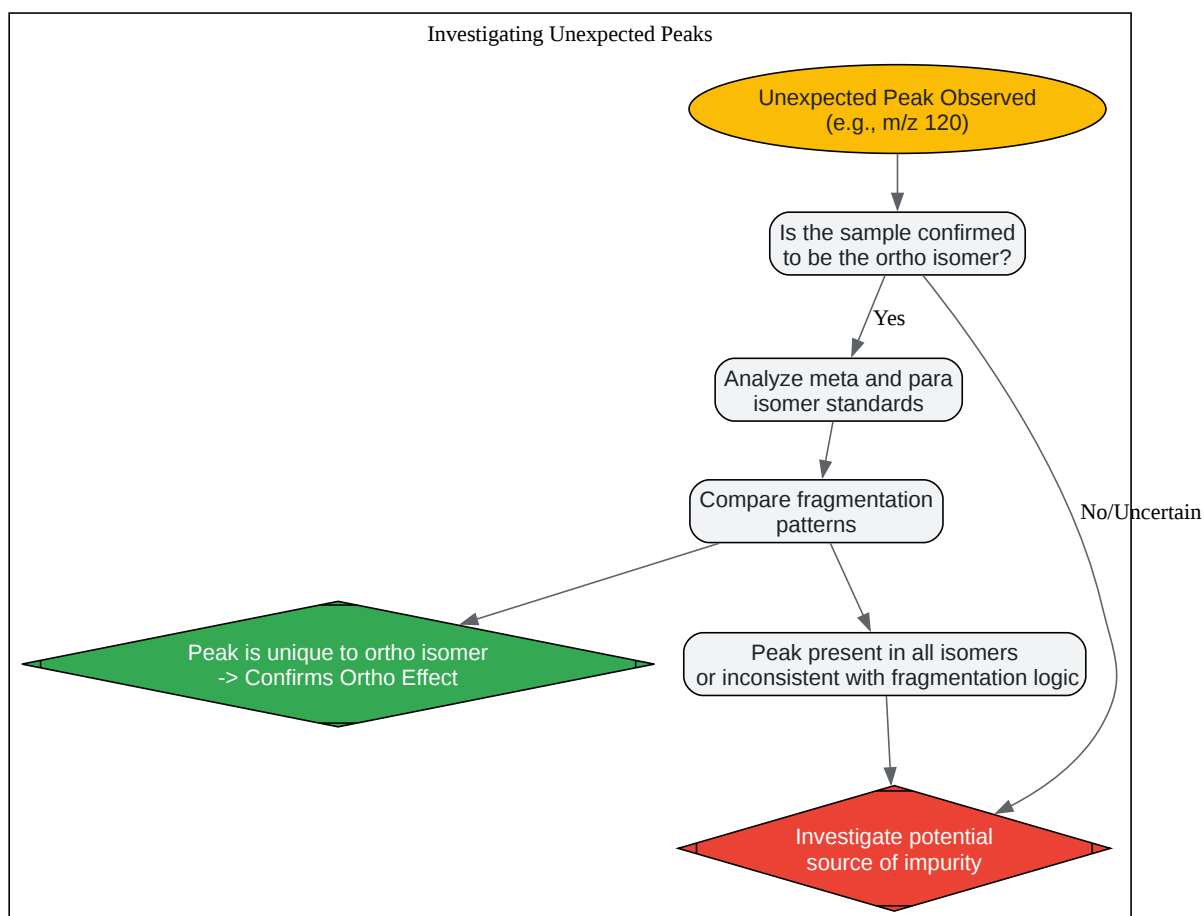 Investigating Unexpected Peaks
Unexpected Peak Observed
(e.g., m/z 120)
Is the sample confirmed
to be the ortho isomer?
Yes
Analyze meta and para
isomer standards
Compare fragmentation
patterns
No/Uncertain
Peak is unique to ortho isomer
-> Confirms Ortho Effect
Peak present in all isomers
or inconsistent with fragmentation logic
Investigate potential
source of impurity